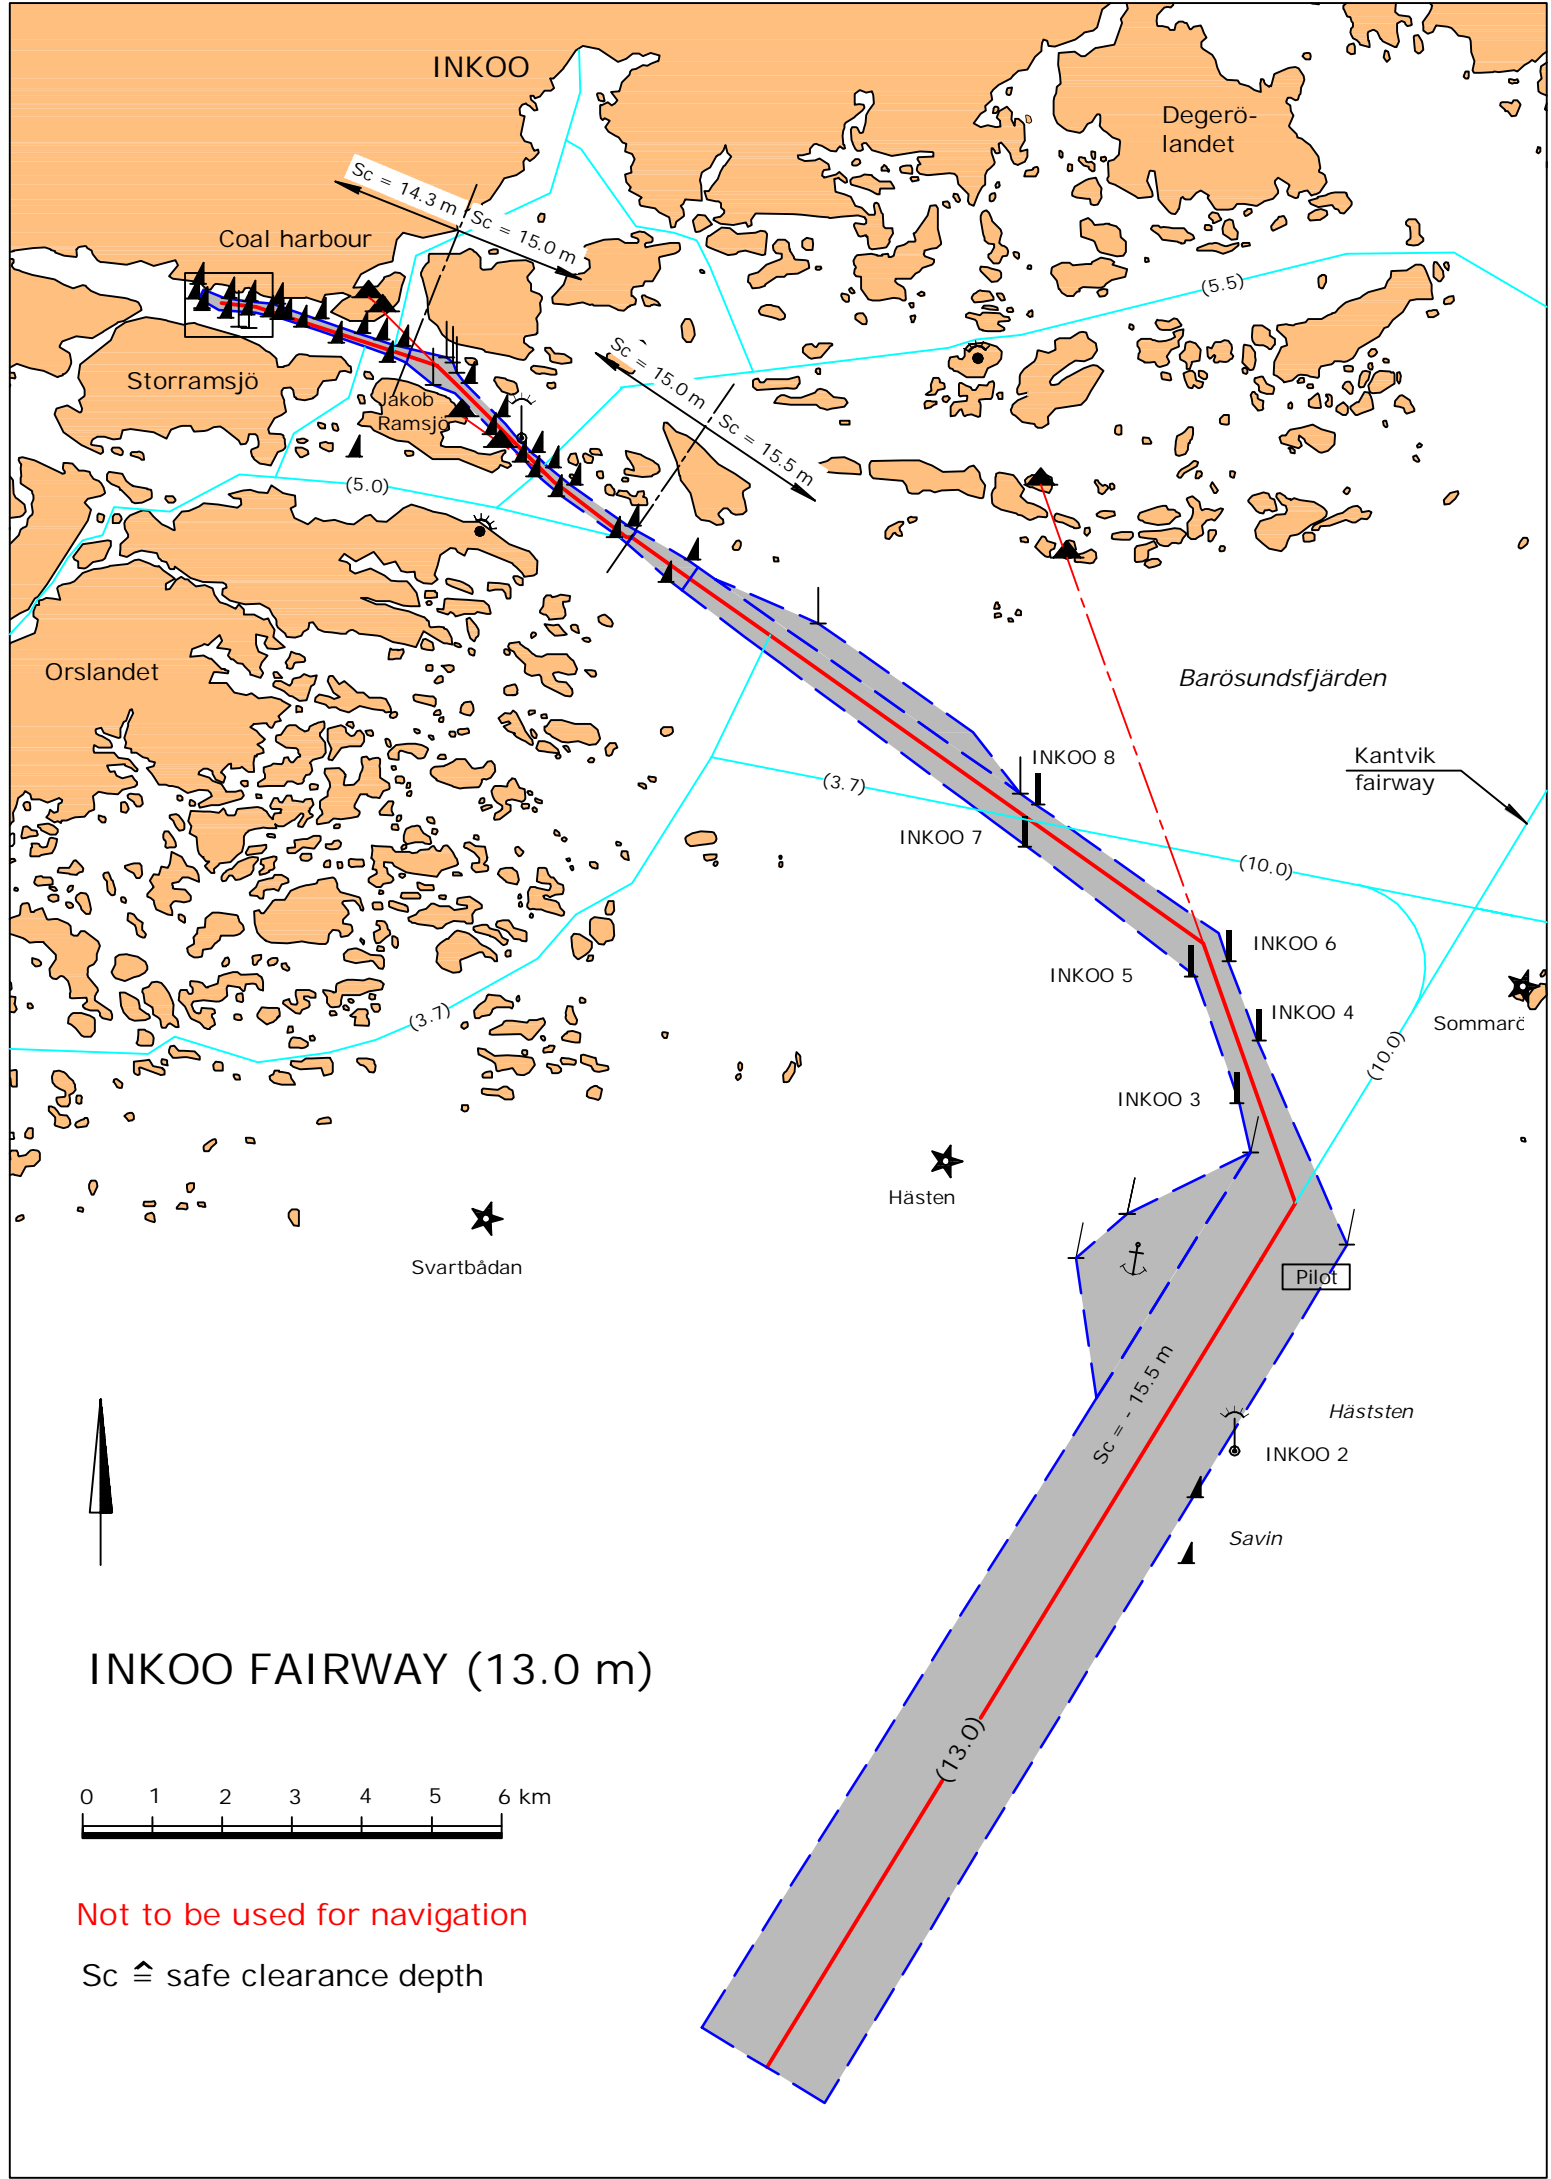 INKOO
Degerö-
landet
Sc = 14.3 m
Sc = 15.0 m
Coal harbour
(5.5)
Sc = 15.0 m
Sc = 15.5 m
Storramsjö
Jakob
Ramsjö
(5.0)
Orslandet
Barösundsfjärden
INKOO 8
Kantvik
fairway
(3.7)
INKOO 7
(10.0)
INKOO 6
INKOO 5
INKOO 4
(3.7)
Sommarö
(10.0)
INKOO 3
Hästen
Svartbådan
Pilot
Sc = - 15.5 m
Häststen
INKOO 2
Savin
INKOO FAIRWAY (13.0 m)
(13.0)
0 1 2 3 4 5 6 km
Not to be used for navigation
Sc ≙ safe clearance depth